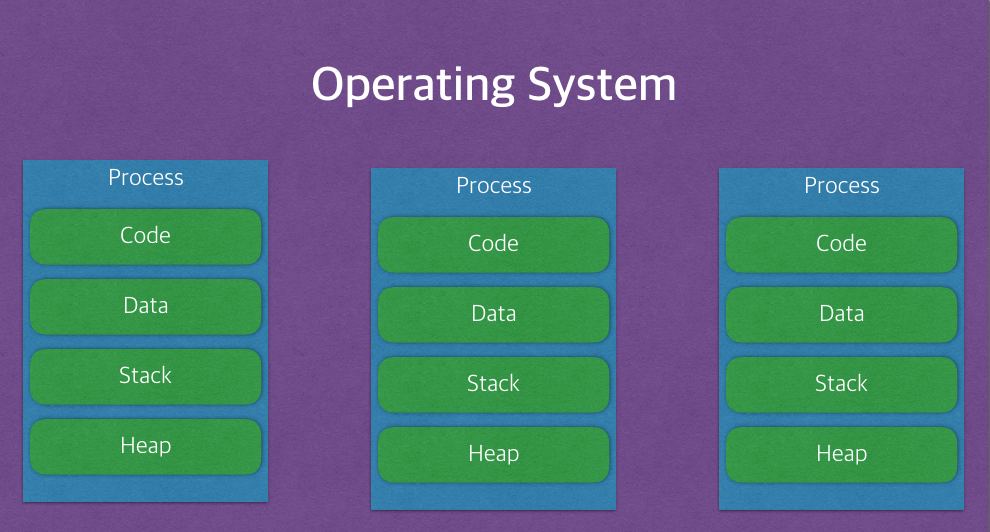 Operating System
Process
Code
Data
Stack
Heap
Process
Code
Data
Stack
Heap
Process
Code
Data
Stack
Heap